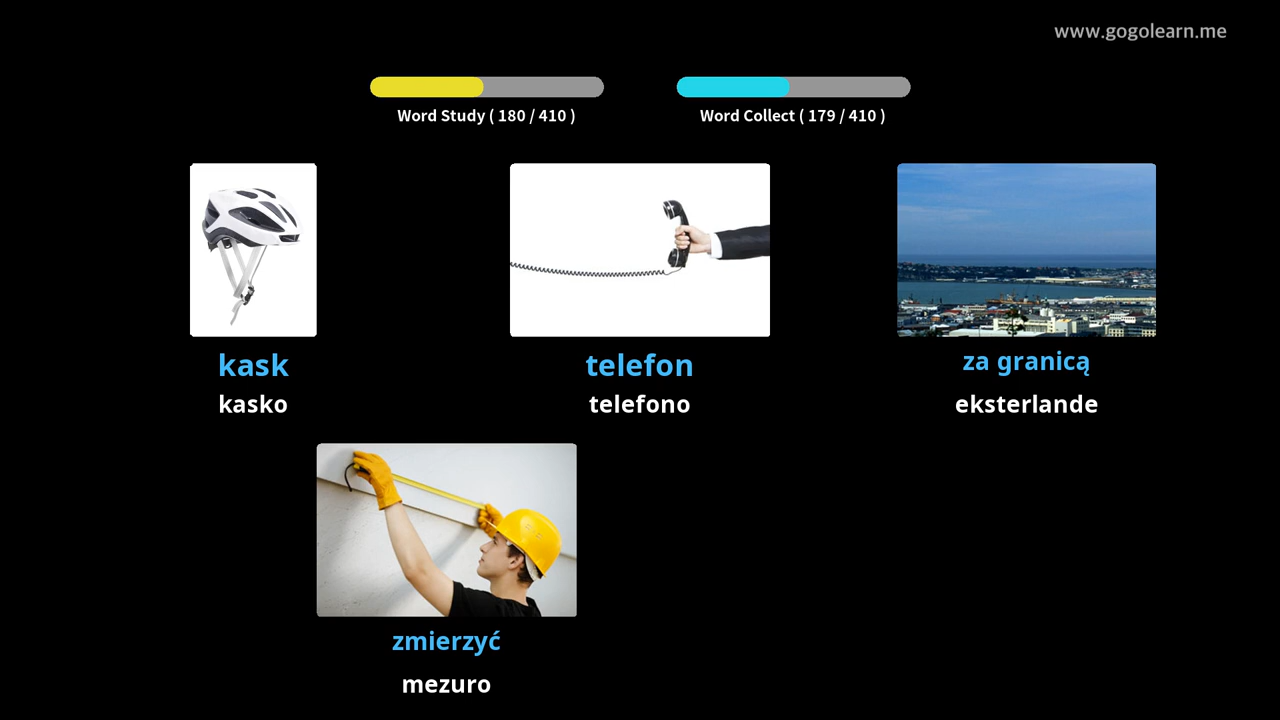 www.gogolearn.me
Word Study ( 180 / 410 )
Word Collect ( 179 / 410 )
kask
kasko
telefon
telefono
za granicą
eksterlande
zmierzyć
mezuro